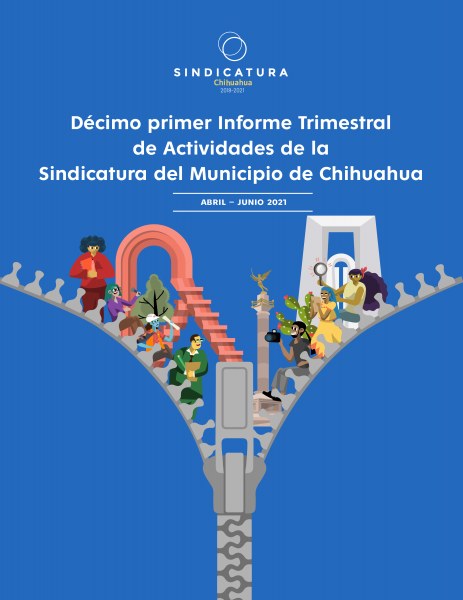 SINDICATURA
Chihuahua
2018-2021
Décimo primer Informe Trimestral
de Actividades de la
Sindicatura del Municipio de Chihuahua
ABRIL – JUNIO 2021